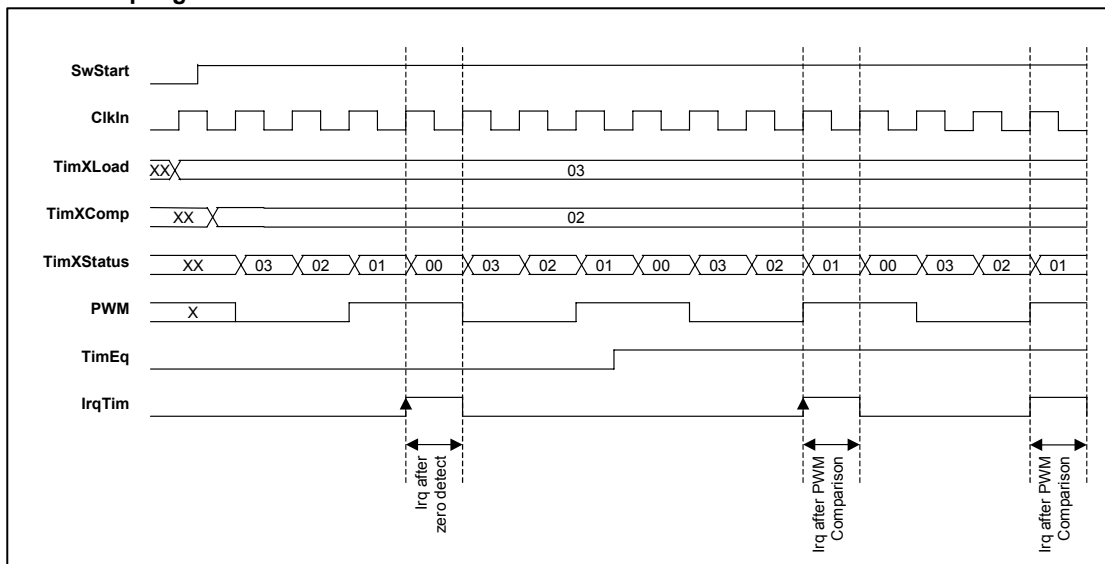 SwStart
ClkIn
TimXLoad
XX
03
TimXComp
XX
02
TimXStatus
XX 03 02 01 00 03 02 01 00 03 02 01 00 03 02 01
PWM
X
TimEq
IrqTim
Irq after
zero detect
Irq after PWM
Comparison
Irq after PWM
Comparison